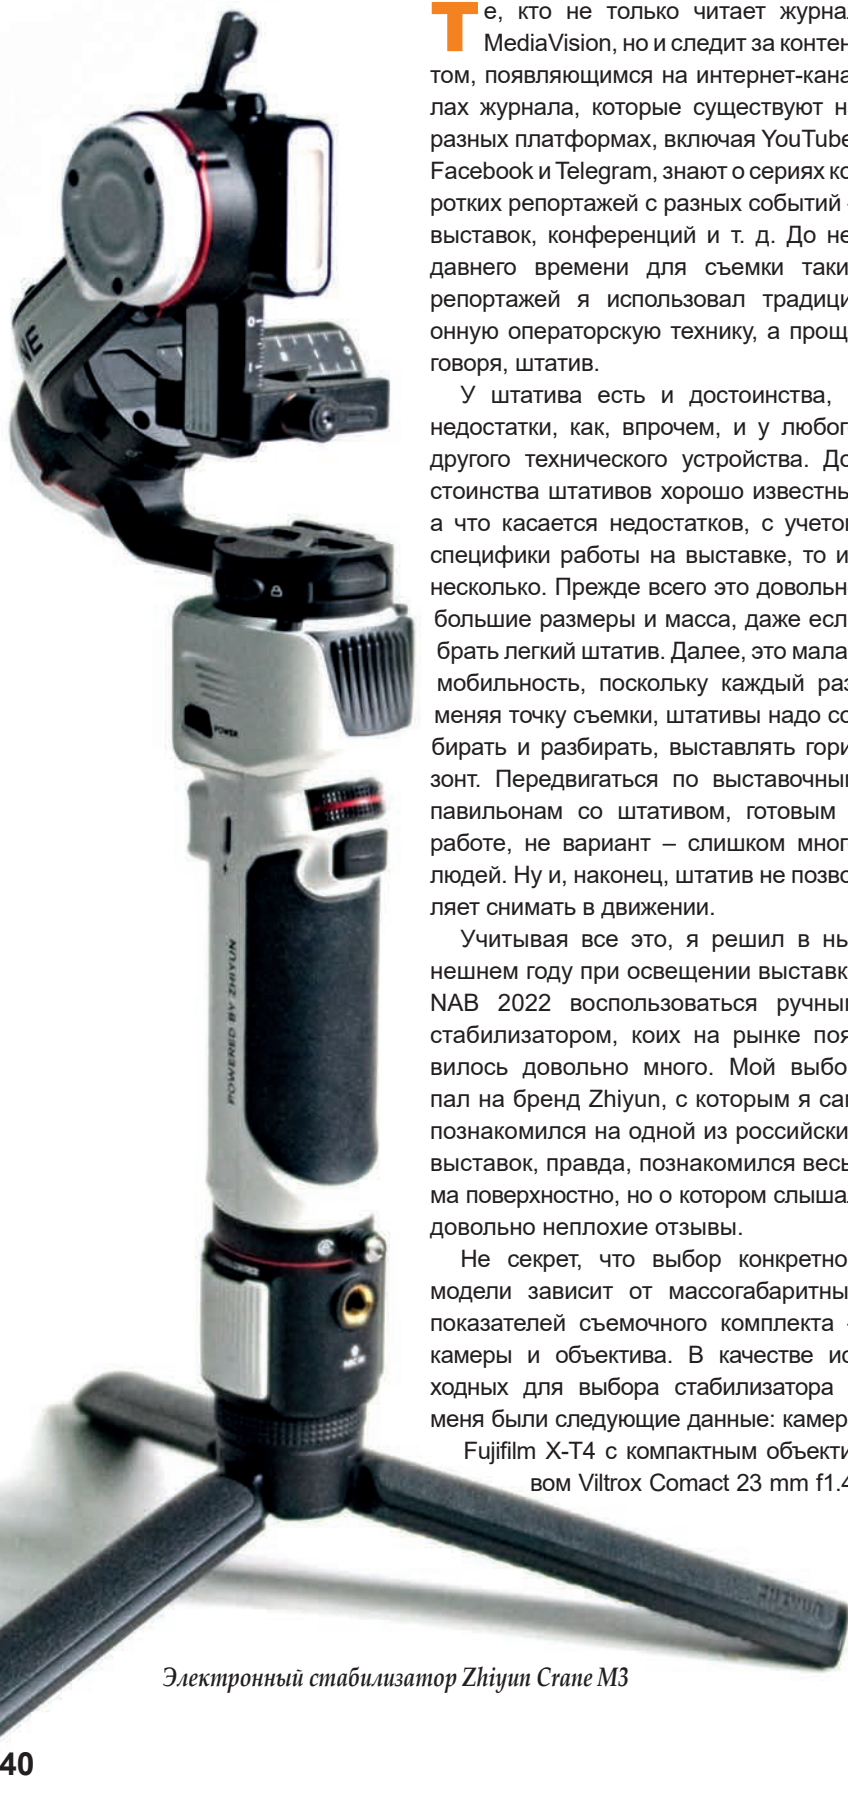 Те, кто не только читает журнал
MediaVision, но и следит за контен
том, появляющимся на интернет-кана
лах журнала, которые существуют н
разных платформах, включая YouTube
Facebook и Telegram, знают о сериях ко
ротких репортажей с разных событий -
выставок, конференций и т. д. До не
давнего времени для съемки таки
репортажей я использовал традици
онную операторскую технику, а прощ
говоря, штатив.
У штатива есть и достоинства,
недостатки, как, впрочем, и у любог
другого технического устройства. До
стоинства штативов хорошо известны
а что касается недостатков, с учетом
специфики работы на выставке, то и
несколько. Прежде всего это довольн
большие размеры и масса, даже есл
брать легкий штатив. Далее, это мала
мобильность, поскольку каждый раз
меняя точку съемки, штативы надо со
бирать и разбирать, выставлять гори
зонт. Передвигаться по выставочным
павильонам со штативом, готовым
работе, не вариант – слишком мног
людей. Ну и, наконец, штатив не позво
ляет снимать в движении.
Учитывая все это, я решил в ны
нешнем году при освещении выставк
NAB 2022 воспользоваться ручным
стабилизатором, коих на рынке поя
вилось довольно много. Мой выбо
пал на бренд Zhiyun, с которым я сам
познакомился на одной из российски
выставок, правда, познакомился весь
ма поверхностно, но о котором слышал
довольно неплохие отзывы.
Не секрет, что выбор конкретно
модели зависит от массогабаритны
показателей съемочного комплекта -
камеры и объектива. В качестве ис
ходных для выбора стабилизатора
меня были следующие данные: камер
Fujifilm X-T4 с компактным объекти
вом Viltrox Comact 23 mm f1.4
POWER
POWERED BY ZHIYUN
MIC
ZHIYUN
Электронный стабилизатор Zhiyun Crane M3
40